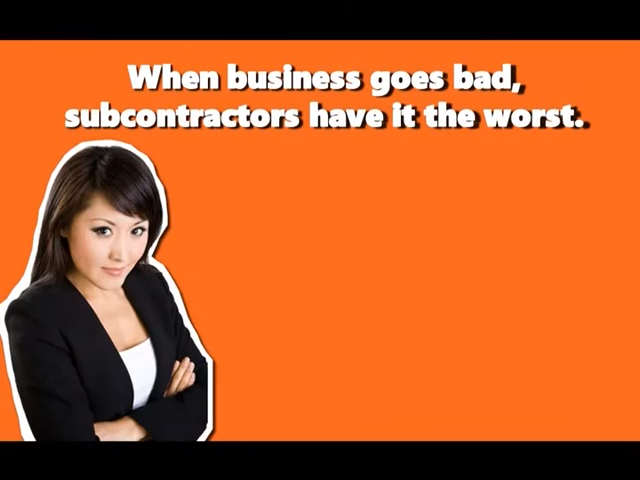 When business goes bad,
subcontractors have it the worst.